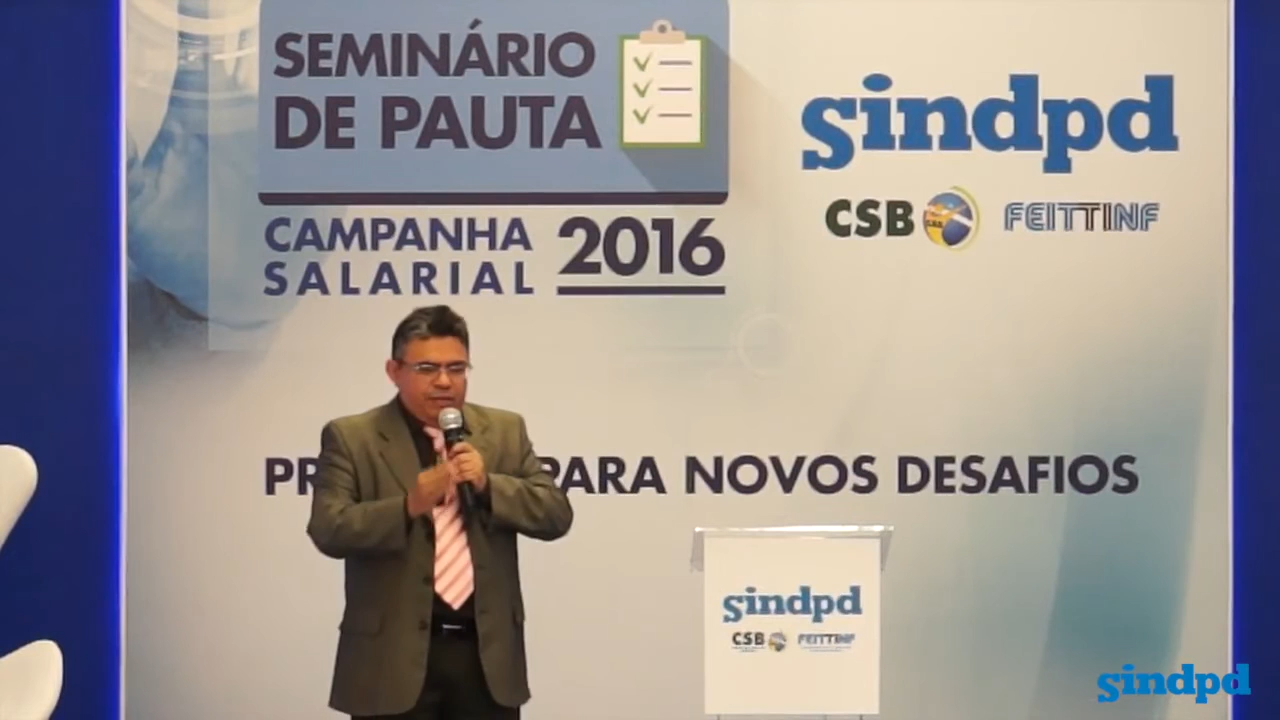 SEMINÁRIO
DE PAUTA
CAMPANHA
SALARIAL
2016
sindpd
CSB
FEITTINF
PARA NOVOS DESAFIOS
sindpd
CSB
FEITTINF
sindpd